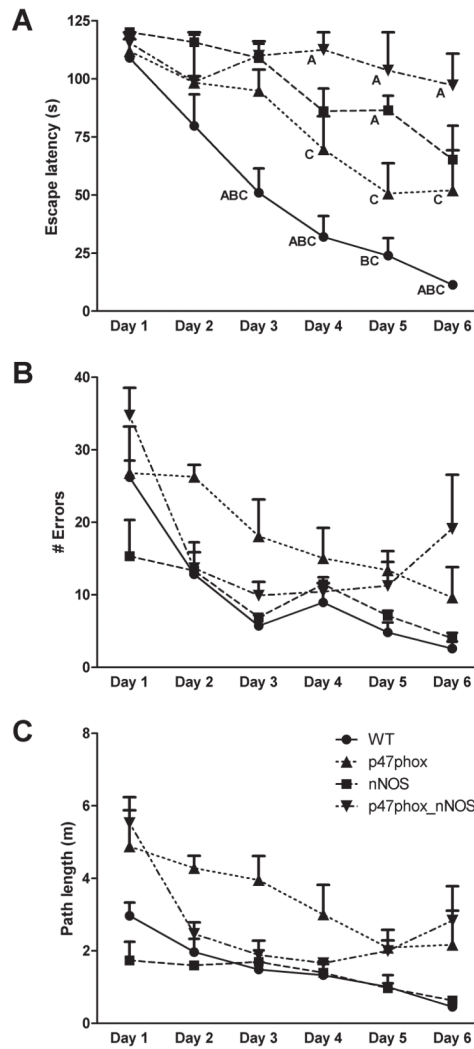 A
Escape latency (s)
125
100
75
50
25
0
A
A
A
A
C
C
C
ABC
ABC
BC
ABC
Day 1 Day 2 Day 3 Day 4 Day 5 Day 6
B
# Errors
40
30
20
10
0
Day 1 Day 2 Day 3 Day 4 Day 5 Day 6
C
Path length (m)
8
6
4
2
0
WT
p47phox
nNOS
p47phox_nNOS
Day 1 Day 2 Day 3 Day 4 Day 5 Day 6